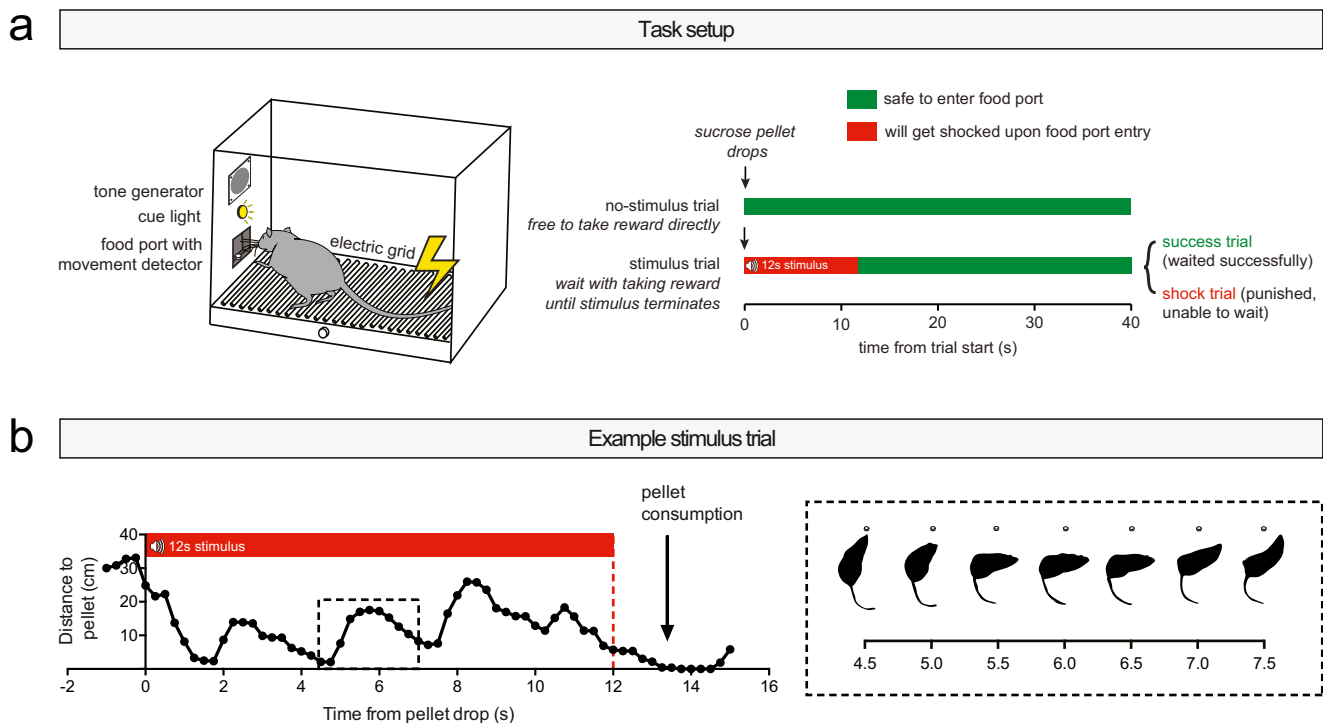 a
Task setup
tone generator
cue light
food port with
movement detector
electric grid
safe to enter food port
will get shocked upon food port entry
sucrose pellet
drops
no-stimulus trial
free to take reward directly
stimulus trial
wait with taking reward
until stimulus terminates
12s stimulus
success trial
(waited successfully)
shock trial (punished,
unable to wait)
0 10 20 30 40
time from trial start (s)
b
Example stimulus trial
pellet
consumption
12s stimulus
Distance to
pellet (cm)
40
30
20
10
-2 0 2 4 6 8 10 12 14 16
Time from pellet drop (s)
4.5 5.0 5.5 6.0 6.5 7.0 7.5